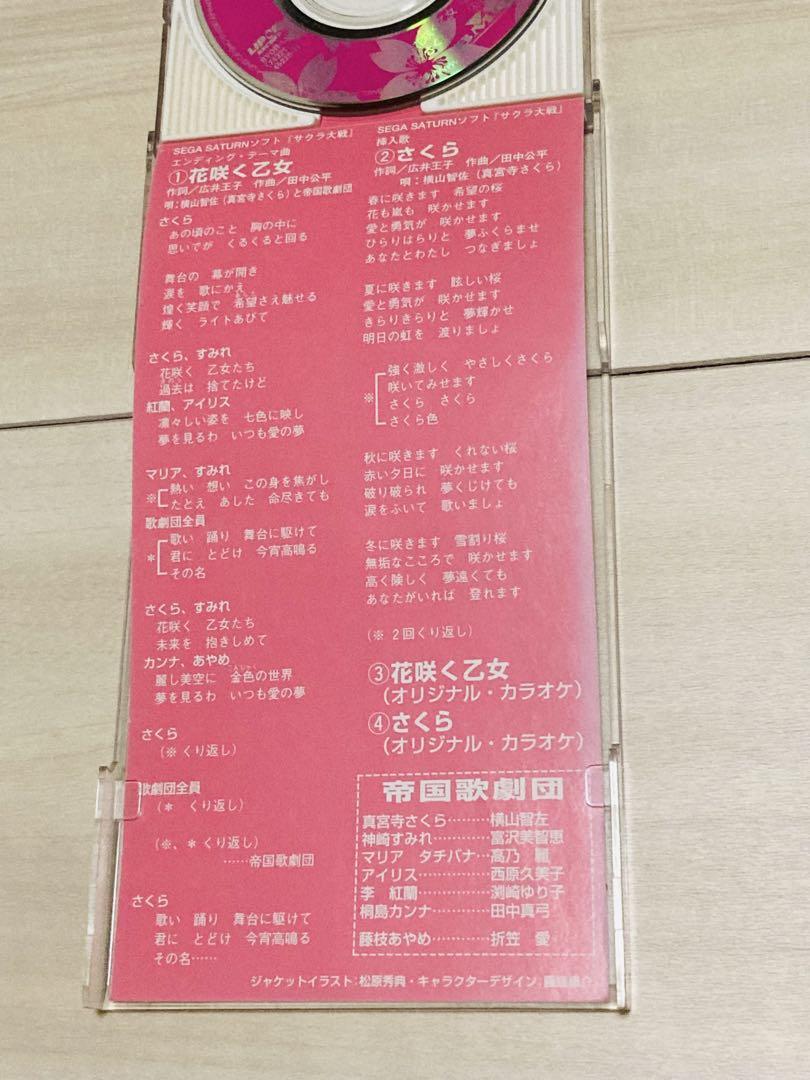 SEGA SATURNソフト『サクラ大戦』
エンディング・テーマ曲
①花咲く乙女
作詞／広井王子 作曲／田中公平
唄：横山智佐（真宮寺さくら）と帝国歌劇団
さくら
あの頃のこと 胸の中に
思いでが くるくると回る
舞台の 幕が開き
涙を 歌にかえ
煌く笑顔で 希望さえ魅せる
輝く ライトあびて
さくら、すみれ
花咲く 乙女たち
過去は 捨てたけど
紅蘭、アイリス
凛々しい姿を 七色に映し
夢を見るわ いつも愛の夢
マリア、すみれ
※熱い 想い この身を焦がし
たとえ あした 命尽きても
歌劇団全員
＊歌い 踊り 舞台に駆けて
君に とどけ 今宵高鳴る
その名
さくら、すみれ
花咲く 乙女たち
未来を 抱きしめて
カンナ、あやめ
麗し美空に 金色の世界
夢を見るわ いつも愛の夢
さくら
（※くり返し）
歌劇団全員
（＊ くり返し）
（※、＊くり返し）
……帝国歌劇団
さくら
歌い 踊り 舞台に駆けて
君に とどけ 今宵高鳴る
その名……
SEGA SATURNソフト『サクラ大戦』
挿入歌
②さくら
作詞／広井王子 作曲／田中公平
唄：横山智佐（真宮寺さくら）
春に咲きます 希望の桜
花も嵐も 咲かせます
愛と勇気が 咲かせます
ひらりはらりと 夢ふくらませ
あなたとわたし つなぎましょ
夏に咲きます 眩しい桜
愛と勇気が 咲かせます
きらりきらりと 夢輝かせ
明日の虹を 渡りましょ
※強く激しく やさしくさくら
咲いてみせます
さくら さくら
さくら色
秋に咲きます くれない桜
赤い夕日に 咲かせます
破り破られ 夢くじけても
涙をふいて 歌いましょ
冬に咲きます 雪割り桜
無垢なこころで 咲かせます
高く険しく 夢遠くても
あなたがいれば 登れます
（※ 2回くり返し）
③花咲く乙女
（オリジナル・カラオケ）
④さくら
（オリジナル・カラオケ）
帝国歌劇団
真宮寺さくら………横山智左
神崎すみれ…………富沢美智恵
マリア タチバナ…高乃 麗
アイリス……………西原久美子
李 紅蘭……………渕崎ゆり子
桐島カンナ…………田中真弓
藤枝あやめ…………折笠 愛
ジャケットイラスト：松原秀典・キャラクターデザイン